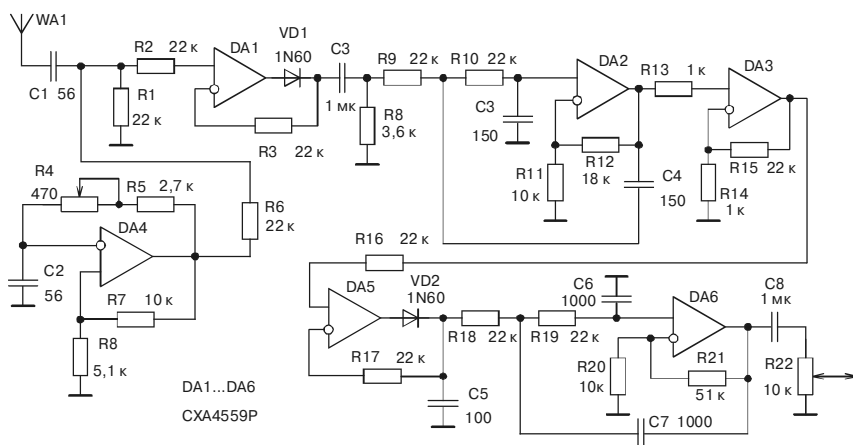 WA1
C1 56
R1
22 к
R2 22 к
DA1
VD1
1N60
R3 22 к
C3
1 мк
R8
3,6 к
R9 22 к
R10 22 к
C3
150
DA2
R11
10 к
R12
18 к
C4
150
R13 1 к
DA3
R14
1 к
R15 22 к
R4
470
R5 2,7 к
R6
22 к
DA4
C2
56
R7 10 к
R8
5,1 к
R16 22 к
DA5
VD2
1N60
R17 22 к
C5
100
R18 22 к
R19 22 к
C6
1000
DA6
R20
10к
R21
51 к
C7 1000
C8
1 мк
R22
10 к
DA1...DA6
CXA4559P